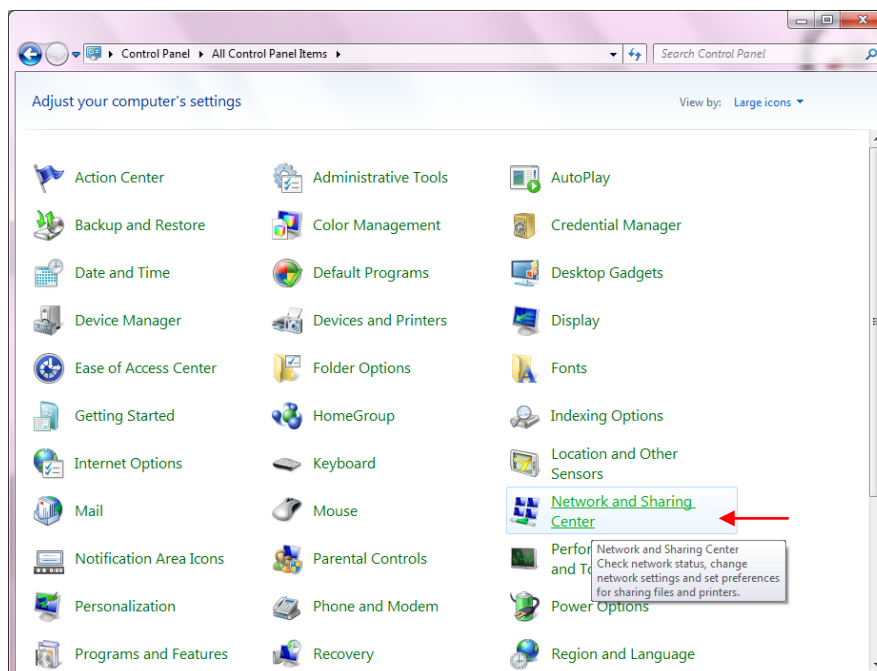 Control Panel All Control Panel Items
Search Control Panel
Adjust your computer's settings
View by: Large icons
Action Center
Administrative Tools
AutoPlay
Backup and Restore
Color Management
Credential Manager
Date and Time
Default Programs
Desktop Gadgets
Device Manager
Devices and Printers
Display
Ease of Access Center
Folder Options
Fonts
Getting Started
HomeGroup
Indexing Options
Internet Options
Keyboard
Location and Other
Sensors
Mail
Mouse
Network and Sharing
Center
Notification Area Icons
Parental Controls
and
Network and Sharing Center
Check network status, change
network settings and set preferences
for sharing files and printers.
Personalization
Phone and Modem
Power Options
Programs and Features
Recovery
Region and Language